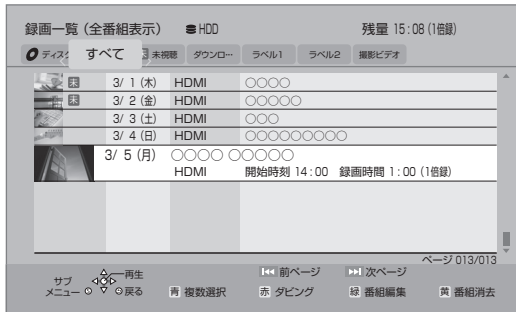 録画一覧 (全番組表示) HDD 残量 15:08 (1倍録)
ディスク すべて 未視聴 ダウンロ… ラベル1 ラベル2 撮影ビデオ
未 3/ 1 (木) HDMI ○○○○
未 3/ 2 (金) HDMI ○○○○○
3/ 3 (土) HDMI ○○○
3/ 4 (日) HDMI ○○○○○○○○○
3/ 5 (月) ○○○○ ○○○○○
HDMI 開始時刻 14:00 録画時間 1:00 (1倍録)
ページ 013/013
サブメニュー 再生 戻る 前ページ 次ページ
青 複数選択 赤 ダビング 緑 番組編集 黄 番組消去